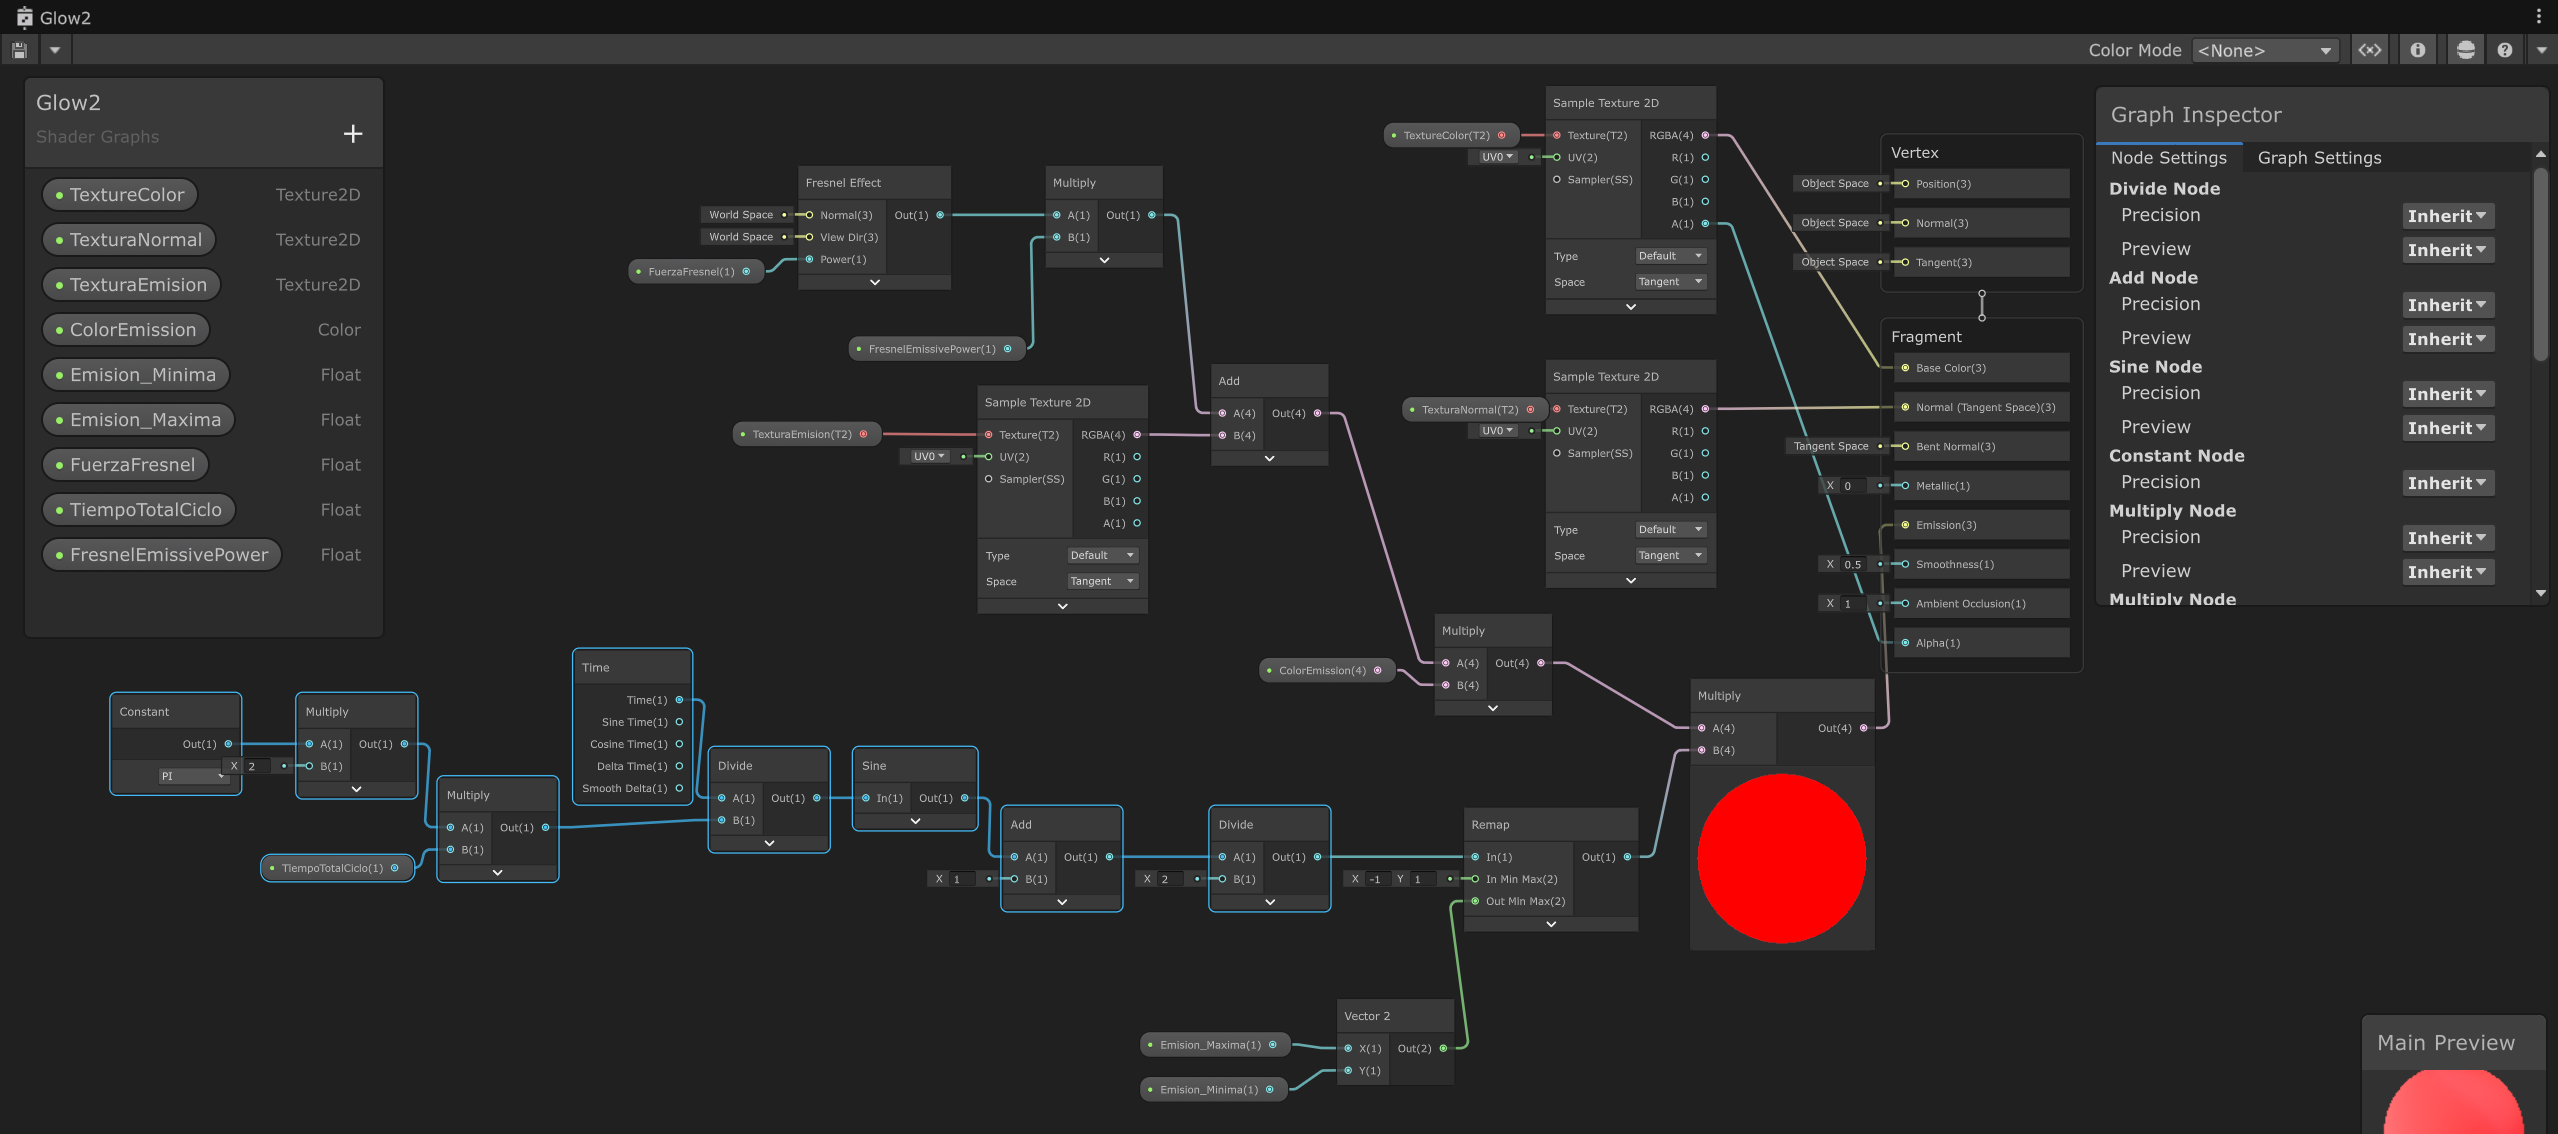 Glow2
Color Mode <None>
Glow2
Shader Graphs
TextureColor Texture2D
TexturaNormal Texture2D
TexturaEmision Texture2D
ColorEmission Color
Emision_Minima Float
Emision_Maxima Float
FuerzaFresnel Float
TiempoTotalCiclo Float
FresnelEmissivePower Float
Fresnel Effect
World Space Normal(3) Out(1)
World Space View Dir(3)
FuerzaFresnel(1) Power(1)
Multiply
A(1) Out(1)
B(1)
FresnelEmissivePower(1)
Sample Texture 2D
TexturaEmision(T2) Texture(T2) RGBA(4)
UV0 UV(2) R(1)
Sampler(SS) G(1)
B(1)
A(1)
Type Default
Space Tangent
Add
A(4) Out(4)
B(4)
Sample Texture 2D
TextureColor(T2) Texture(T2) RGBA(4)
UV0 UV(2) R(1)
Sampler(SS) G(1)
B(1)
A(1)
Type Default
Space Tangent
Sample Texture 2D
TexturaNormal(T2) Texture(T2) RGBA(4)
UV0 UV(2) R(1)
Sampler(SS) G(1)
B(1)
A(1)
Type Default
Space Tangent
Vertex
Object Space Position(3)
Object Space Normal(3)
Object Space Tangent(3)
Fragment
Base Color(3)
Normal (Tangent Space)(3)
Tangent Space Bent Normal(3)
X 0 Metallic(1)
Emission(3)
X 0.5 Smoothness(1)
X 1 Ambient Occlusion(1)
Alpha(1)
Graph Inspector
Node Settings Graph Settings
Divide Node
Precision Inherit
Preview Inherit
Add Node
Precision Inherit
Preview Inherit
Sine Node
Precision Inherit
Preview Inherit
Constant Node
Precision Inherit
Multiply Node
Precision Inherit
Preview Inherit
Multiply Node
Multiply
ColorEmission(4) A(4) Out(4)
B(4)
Multiply
A(4) Out(4)
B(4)
Constant
Out(1)
PI
Multiply
A(1) Out(1)
X 2 B(1)
Multiply
A(1) Out(1)
B(1)
TiempoTotalCiclo(1)
Time
Time(1)
Sine Time(1)
Cosine Time(1)
Delta Time(1)
Smooth Delta(1)
Divide
A(1) Out(1)
B(1)
Sine
In(1) Out(1)
Add
A(1) Out(1)
X 1 B(1)
Divide
A(1) Out(1)
X 2 B(1)
Remap
In(1) Out(1)
X -1 Y 1 In Min Max(2)
Out Min Max(2)
Vector 2
Emision_Maxima(1) X(1) Out(2)
Emision_Minima(1) Y(1)
Main Preview